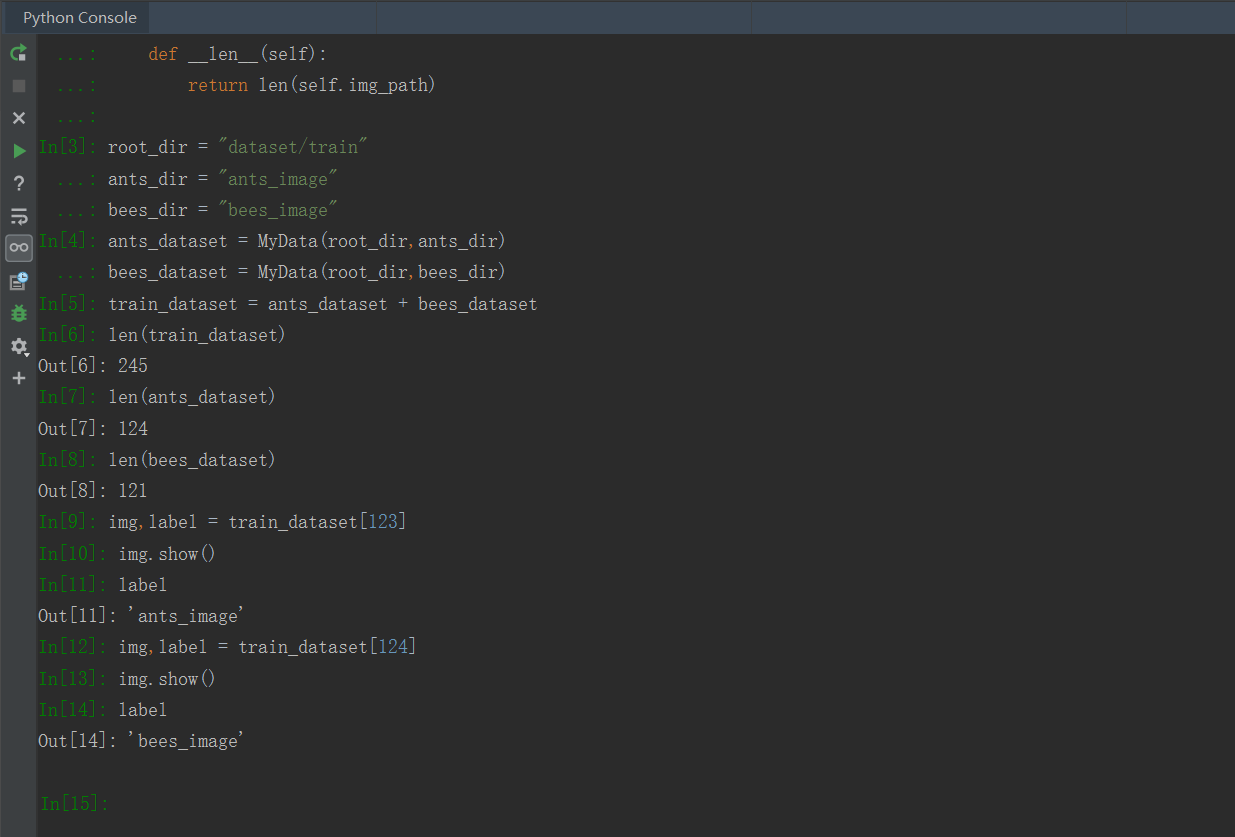 Python Console
...:     def __len__(self):
...:         return len(self.img_path)
...:
In[3]: root_dir = "dataset/train"
...: ants_dir = "ants_image"
...: bees_dir = "bees_image"
In[4]: ants_dataset = MyData(root_dir,ants_dir)
...: bees_dataset = MyData(root_dir,bees_dir)
In[5]: train_dataset = ants_dataset + bees_dataset
In[6]: len(train_dataset)
Out[6]: 245
In[7]: len(ants_dataset)
Out[7]: 124
In[8]: len(bees_dataset)
Out[8]: 121
In[9]: img,label = train_dataset[123]
In[10]: img.show()
In[11]: label
Out[11]: 'ants_image'
In[12]: img,label = train_dataset[124]
In[13]: img.show()
In[14]: label
Out[14]: 'bees_image'
In[15]: